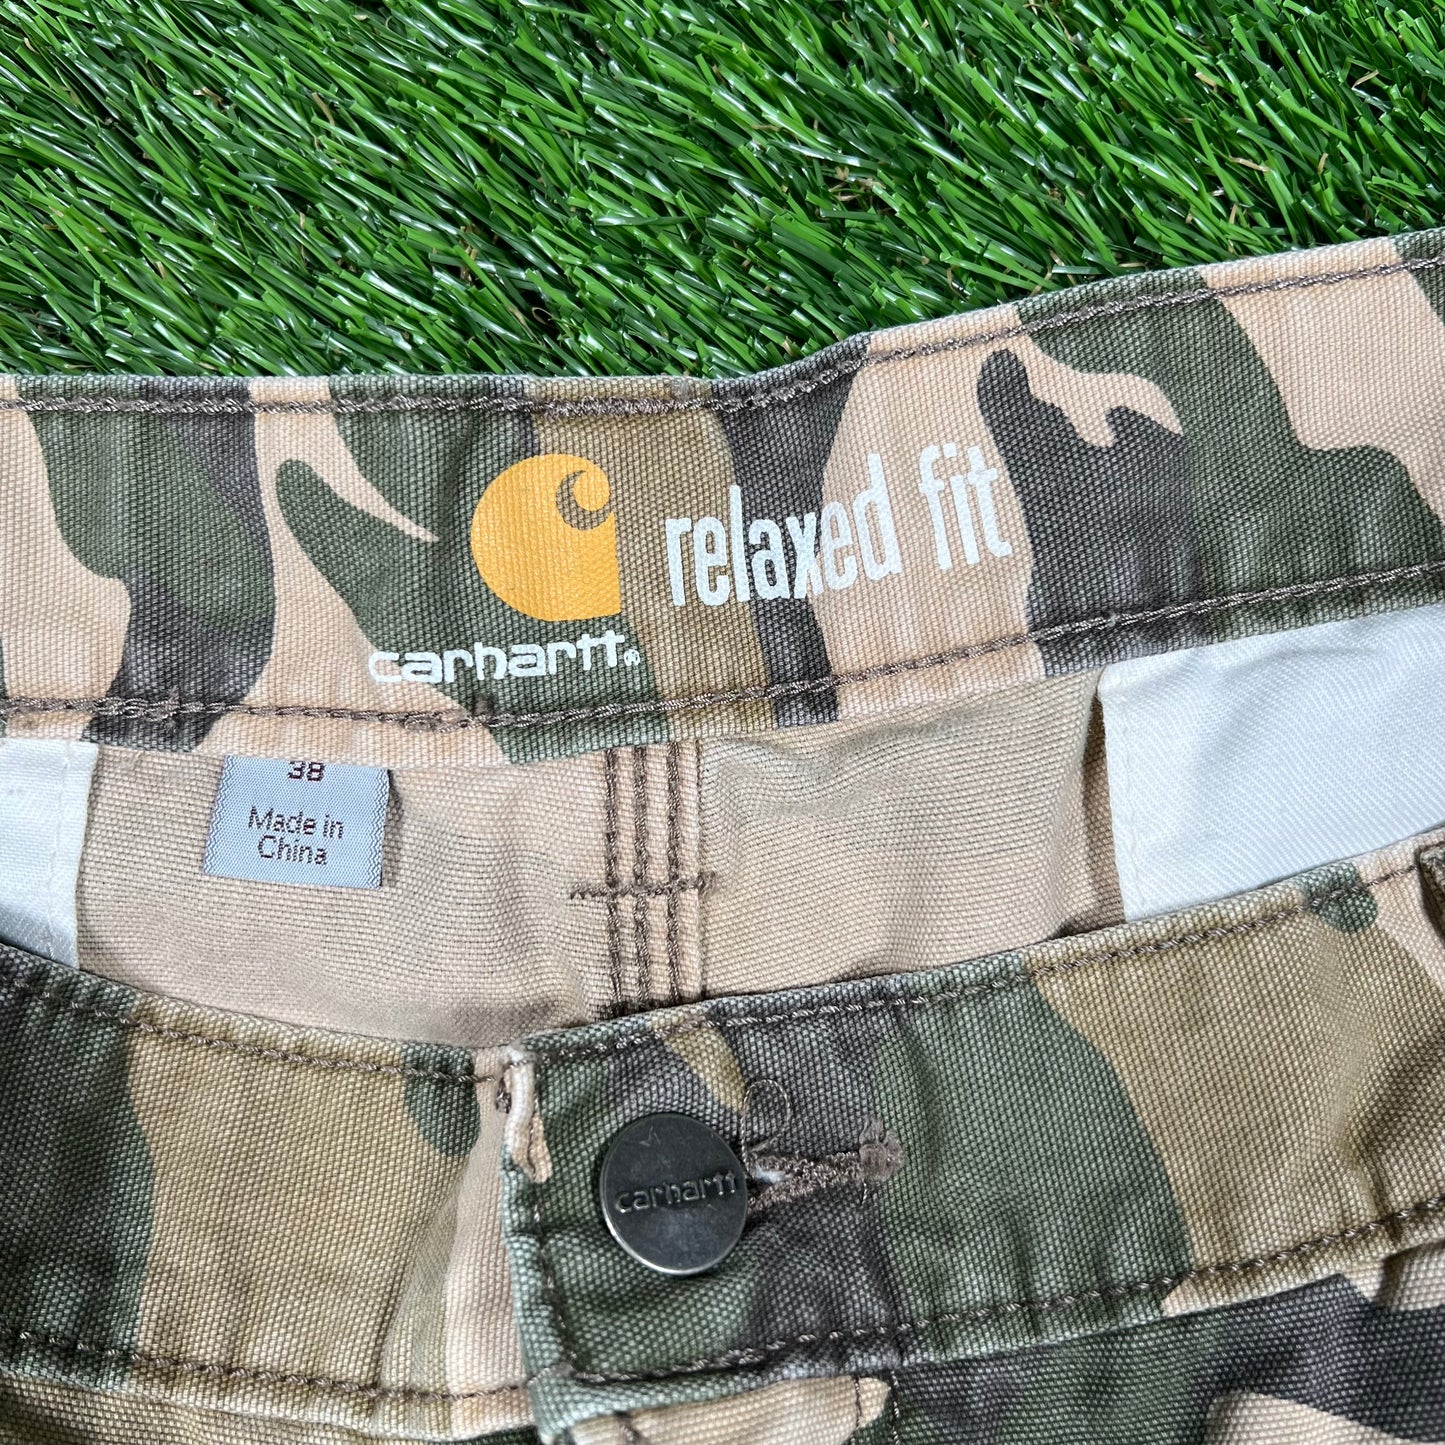 relaxed fit
carhartt®
38
Made in
China
carhartt